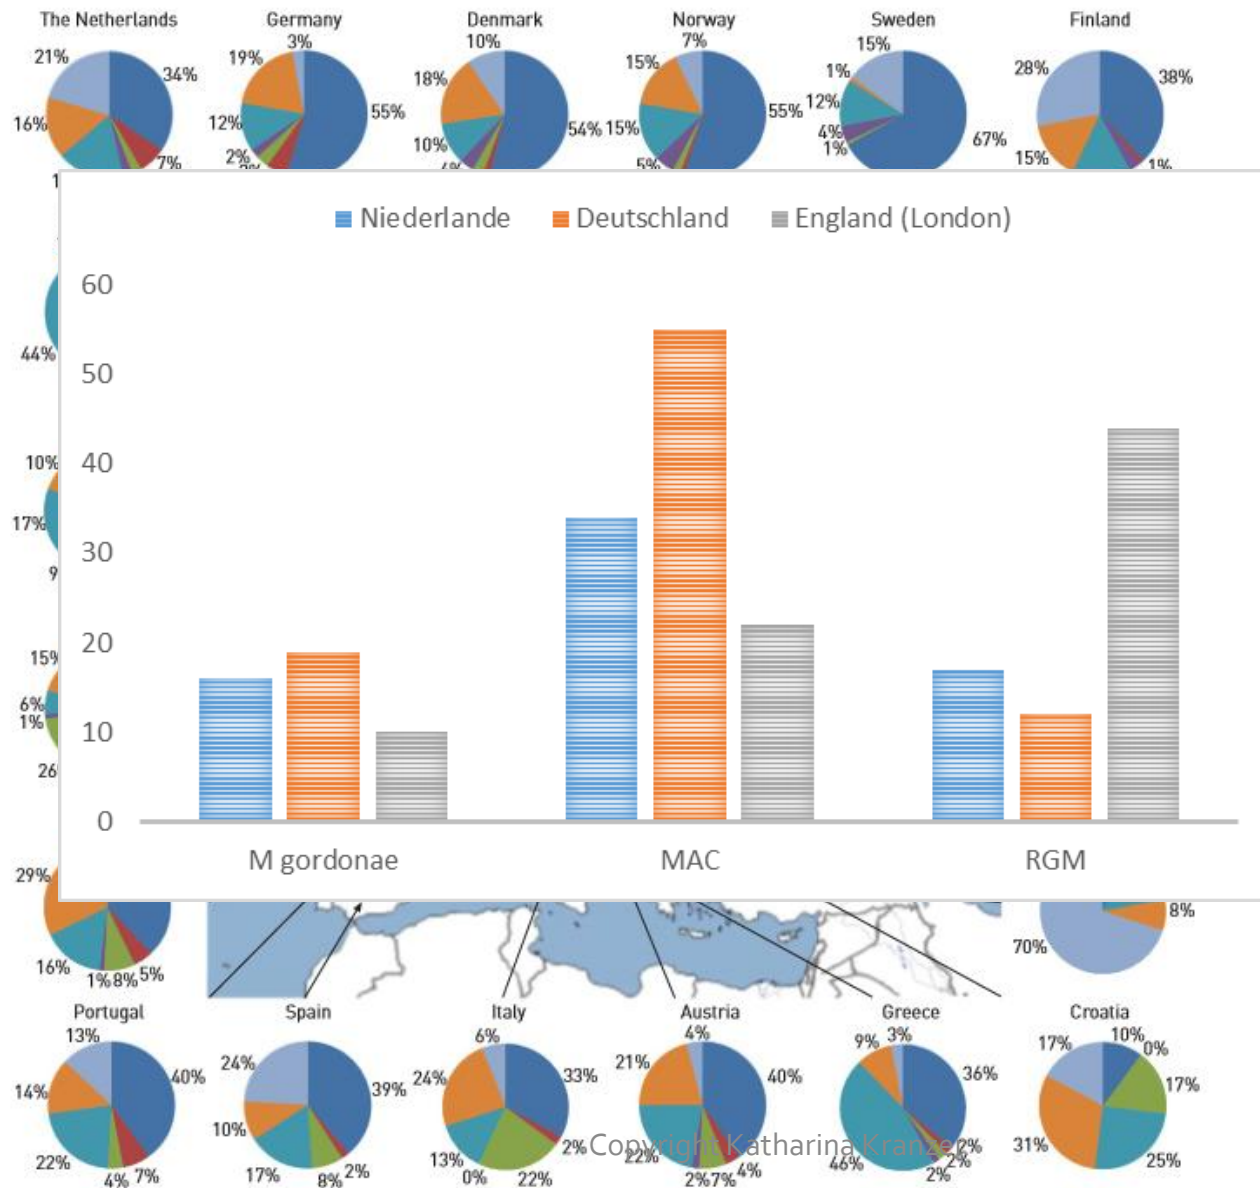 The Netherlands Germany Denmark Norway Sweden Finland
21% 34% 16% 7%
3% 19% 55% 12% 2%
10% 18% 54% 10%
7% 15% 55% 15% 5%
15% 1% 12% 67% 4% 1%
28% 38% 15% 1%
Niederlande Deutschland England (London)
60
50
40
30
20
10
0
M gordonae MAC RGM
44%
10%
17%
9
15%
6%
1%
26
29%
16% 1% 8% 5%
8%
70%
Portugal Spain Italy Austria Greece Croatia
13% 40% 14% 22% 4% 7%
24% 39% 10% 17% 8% 2%
6% 33% 24% 2% 13% 0% 22%
4% 40% 21% 22% 4% 2% 7%
9% 3% 36% 46% 2% 2%
10% 0% 17% 17% 31% 25%
Copyright Katharina Kranzer